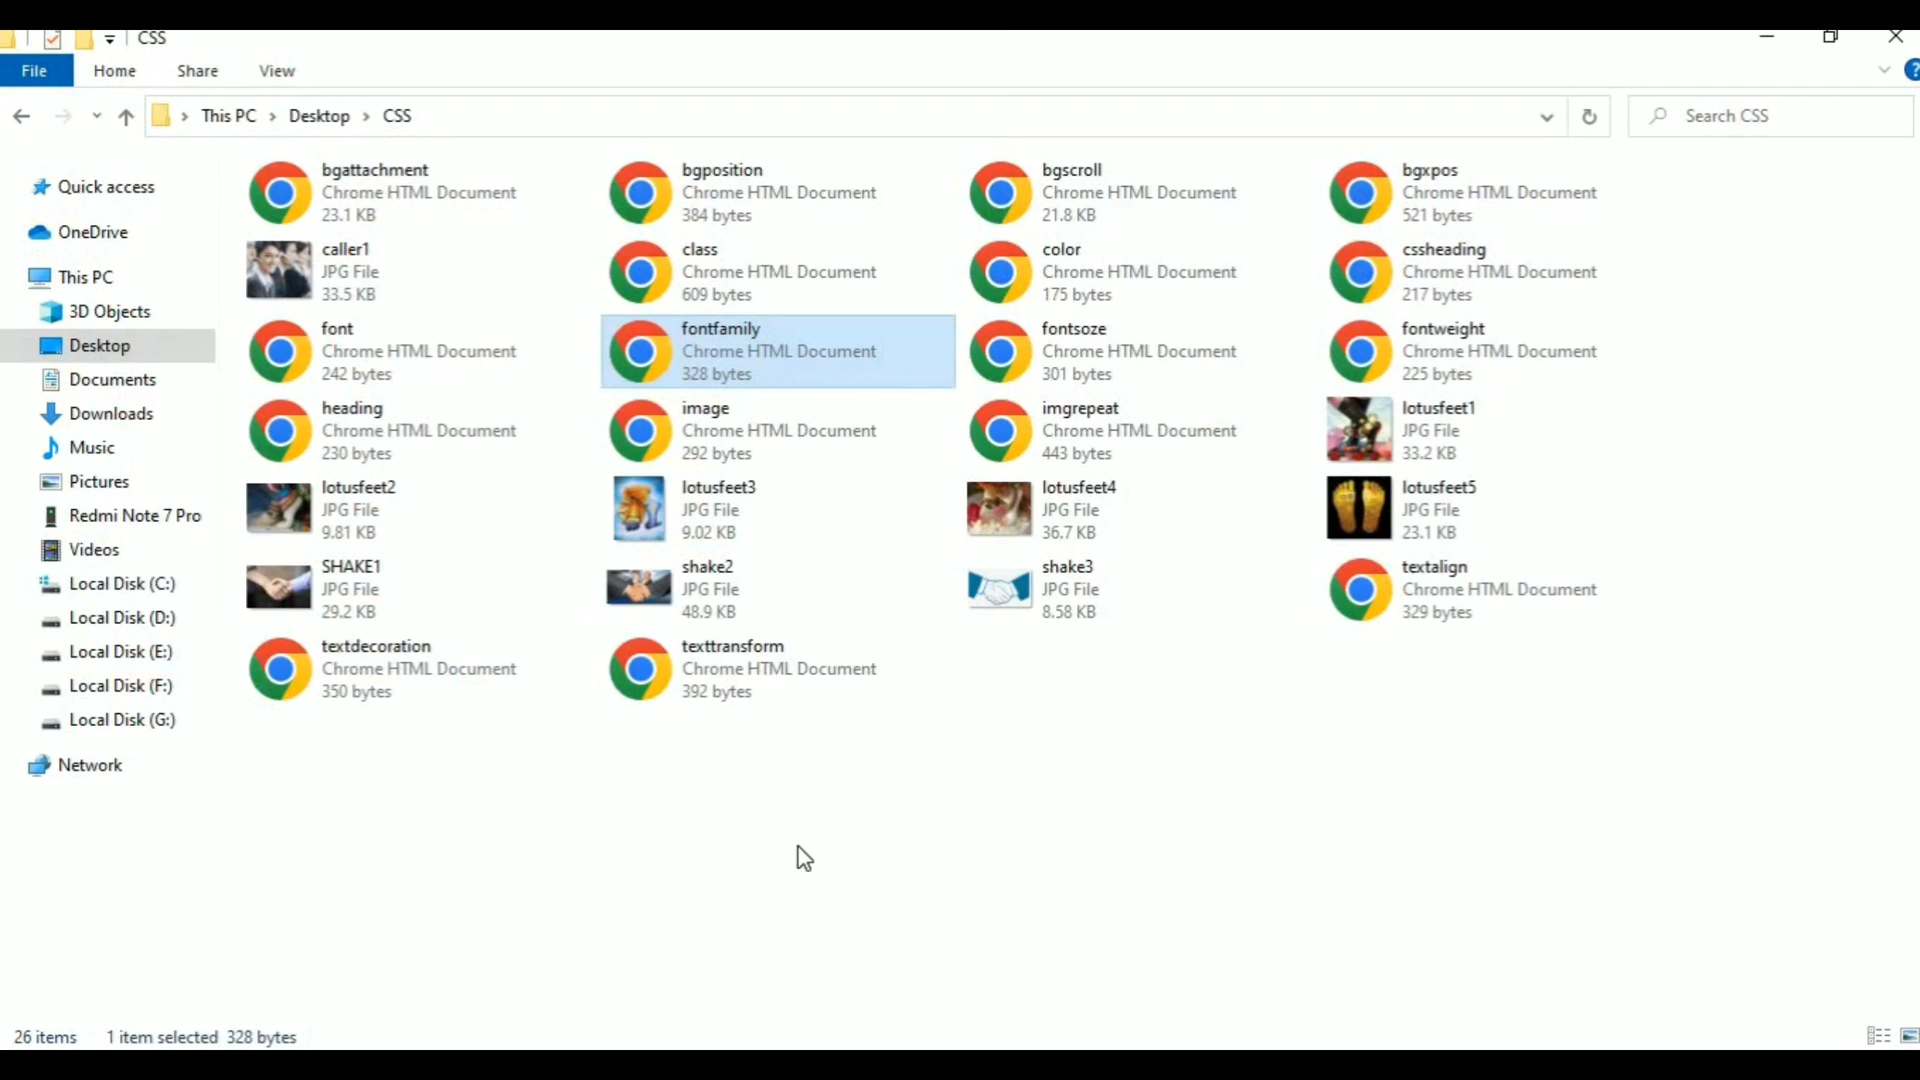 CSS
File Home Share View ?
This PC Desktop CSS Search CSS
Quick access
OneDrive
This PC
3D Objects
Desktop
Documents
Downloads
Music
Pictures
Redmi Note 7 Pro
Videos
Local Disk (C:)
Local Disk (D:)
Local Disk (E:)
Local Disk (F:)
Local Disk (G:)
Network
bgattachment
Chrome HTML Document
23.1 KB
bgposition
Chrome HTML Document
384 bytes
bgscroll
Chrome HTML Document
21.8 KB
bgxpos
Chrome HTML Document
521 bytes
caller1
JPG File
33.5 KB
class
Chrome HTML Document
609 bytes
color
Chrome HTML Document
175 bytes
cssheading
Chrome HTML Document
217 bytes
font
Chrome HTML Document
242 bytes
fontfamily
Chrome HTML Document
328 bytes
fontsoze
Chrome HTML Document
301 bytes
fontweight
Chrome HTML Document
225 bytes
heading
Chrome HTML Document
230 bytes
image
Chrome HTML Document
292 bytes
imgrepeat
Chrome HTML Document
443 bytes
lotusfeet1
JPG File
33.2 KB
lotusfeet2
JPG File
9.81 KB
lotusfeet3
JPG File
9.02 KB
lotusfeet4
JPG File
36.7 KB
lotusfeet5
JPG File
23.1 KB
SHAKE1
JPG File
29.2 KB
shake2
JPG File
48.9 KB
shake3
JPG File
8.58 KB
textalign
Chrome HTML Document
329 bytes
textdecoration
Chrome HTML Document
350 bytes
texttransform
Chrome HTML Document
392 bytes
26 items 1 item selected 328 bytes